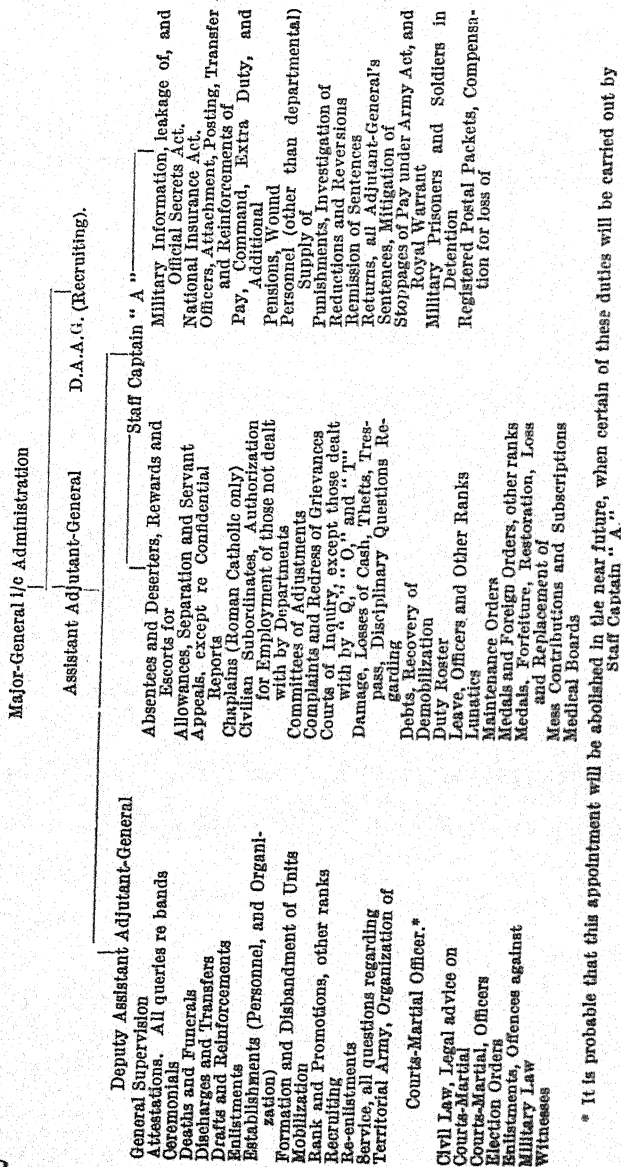 Major-General i/c Administration
Assistant Adjutant-General
D.A.A.G. (Recruiting).
Deputy Assistant Adjutant-General
General Supervision
Attestations. All queries re bands
Ceremonials
Deaths and Funerals
Discharges and Transfers
Drafts and Reinforcements
Enlistments
Establishments (Personnel, and Organi-
zation)
Formation and Disbandment of Units
Mobilization
Rank and Promotions, other ranks
Recruiting
Re-enlistments
Service, all questions regarding
Territorial Army, Organization of
Courts-Martial Officer.*
Civil Law, Legal advice on
Courts-Martial
Courts-Martial, Officers
Election Orders
Enlistments, Offences against
Military Law
Witnesses
Staff Captain " A "
Absentees and Deserters, Rewards and
Escorts for
Allowances, Separation and Servant
Appeals, except re Confidential
Reports
Chaplains (Roman Catholic only)
Civilian Subordinates, Authorization
for Employment of those not dealt
with by Departments
Committees of Adjustments
Complaints and Redress of Grievances
Courts of Inquiry, except those dealt
with by " Q," " O," and " T"
Damage, Losses of Cash, Thefts, Tres-
pass, Disciplinary Questions Re-
garding
Debts, Recovery of
Demobilization
Duty Roster
Leave, Officers and Other Ranks
Lunatics
Maintenance Orders
Medals and Foreign Orders, other ranks
Medals, Forfeiture, Restoration, Loss
and Replacement of
Mess Contributions and Subscriptions
Medical Boards
Military Information, leakage of, and
Official Secrets Act.
National Insurance Act.
Officers, Attachment, Posting, Transfer
and Reinforcements of
Pay, Command, Extra Duty, and
Additional
Pensions, Wound
Personnel (other than departmental)
Supply of
Punishments, Investigation of
Reductions and Reversions
Remission of Sentences
Returns, all Adjutant-General's
Sentences, Mitigation of
Stoppages of Pay under Army Act, and
Royal Warrant
Military Prisoners and Soldiers in
Detention
Registered Postal Packets, Compensa-
tion for loss of
* It is probable that this appointment will be abolished in the near future, when certain of these duties will be carried out by
Staff Captain " A."